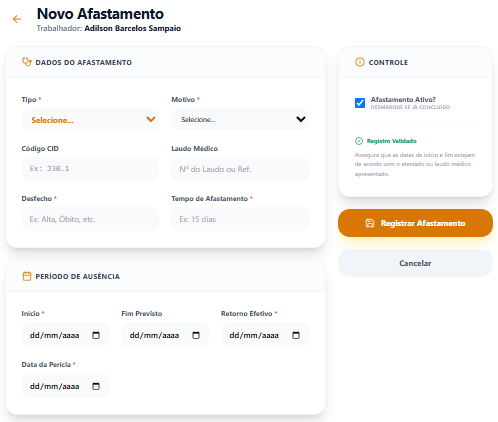 Novo Afastamento
Trabalhador: Adilson Barcelos Sampaio
DADOS DO AFASTAMENTO
Tipo *
Motivo *
Selecione...
Selecione...
Código CID
Laudo Médico
Ex: J30.1
Nº do Laudo ou Ref.
Desfecho *
Tempo de Afastamento *
Ex: Alta, Óbito, etc.
Ex: 15 dias
PERÍODO DE AUSÊNCIA
Início *
Fim Previsto
Retorno Efetivo *
dd/mm/aaaa
dd/mm/aaaa
dd/mm/aaaa
Data da Perícia *
dd/mm/aaaa
CONTROLE
Afastamento Ativo?
DESMARQUE SE JÁ CONCLUÍDO
Registro Validado
Assegure que as datas de início e fim estejam
de acordo com o atestado ou laudo médico
apresentado.
Registrar Afastamento
Cancelar